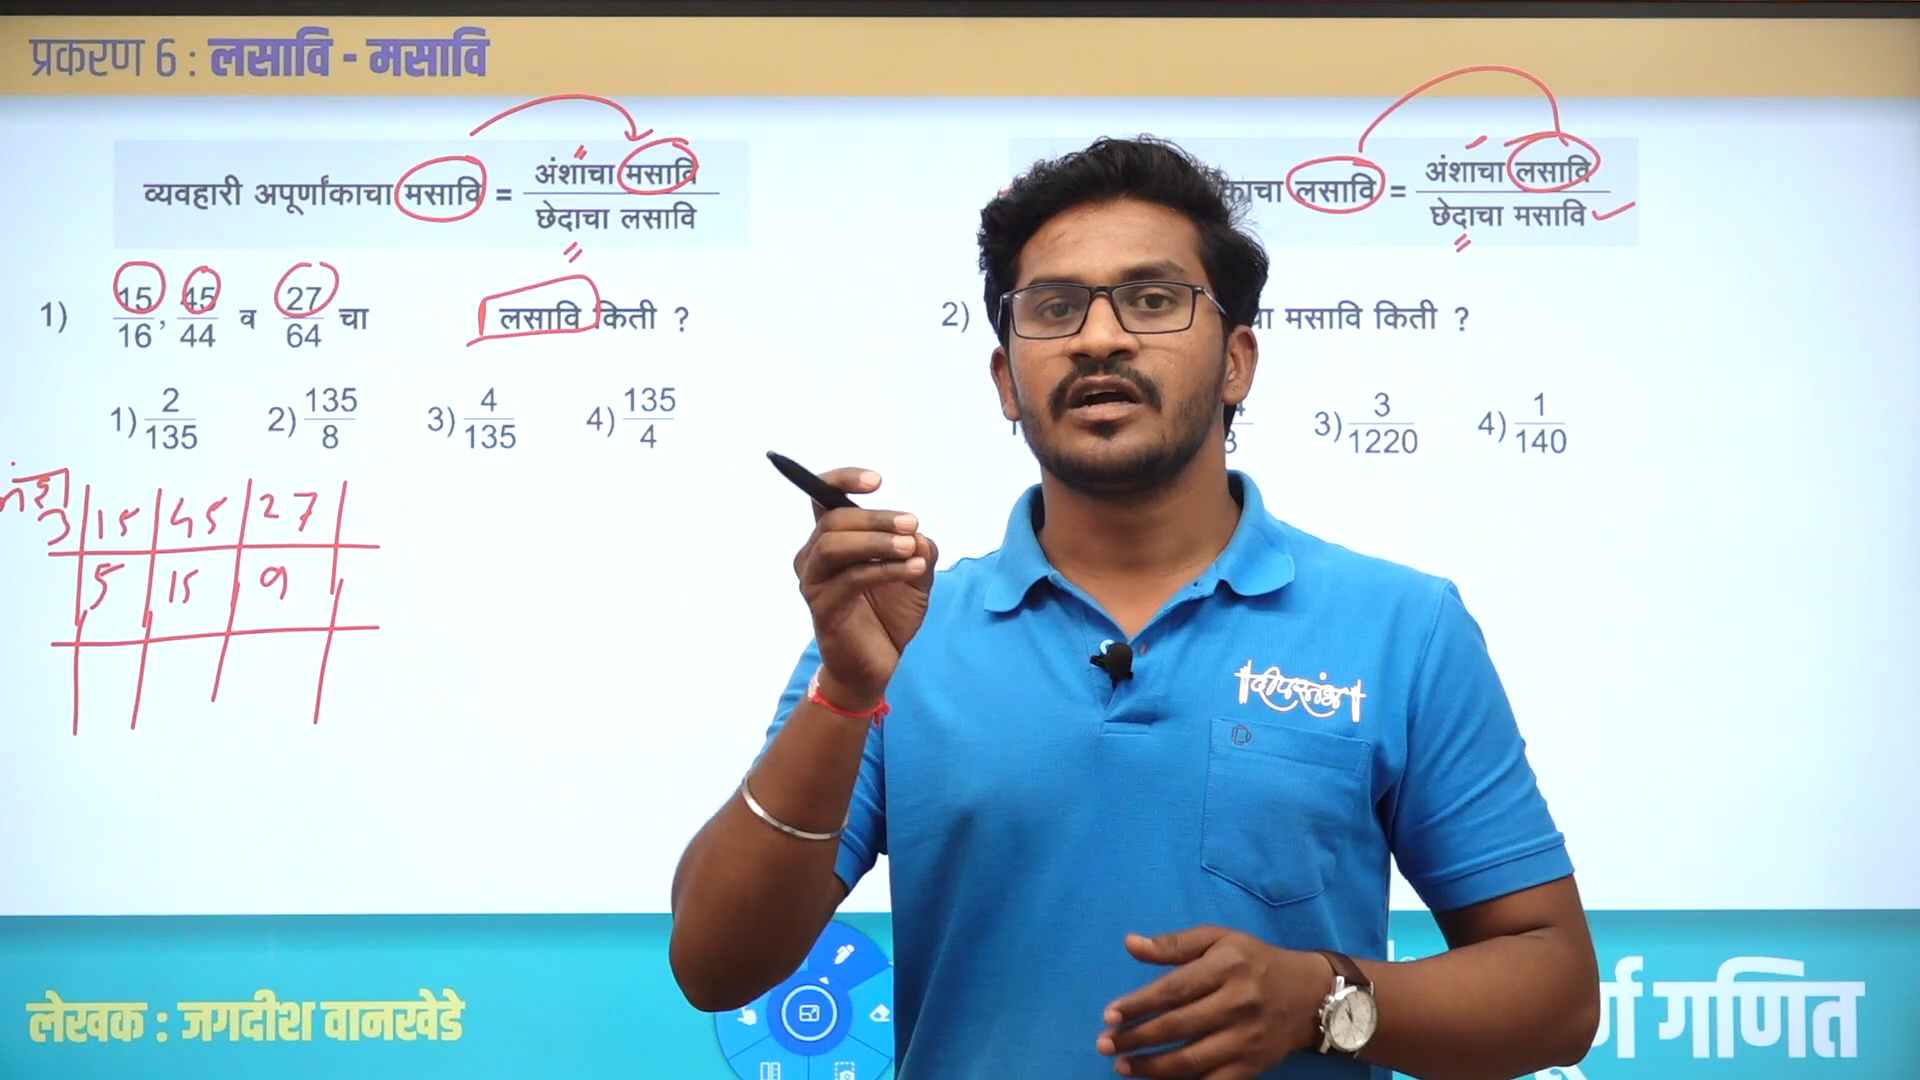 प्रकरण 6 : लसावि - मसावि
व्यवहारी अपूर्णांकाचा मसावि = अंशाचा मसावि / छेदाचा लसावि
लसावि = अंशाचा लसावि / छेदाचा मसावि
1) 15/16, 45/44 व 27/64 चा लसावि किती ?
1) 2/135 2) 135/8 3) 4/135 4) 135/4
2) मसावि किती ?
3) 3/1220 4) 1/140
3 15 45 27
5 15 9
दीपस्तंभ
लेखक : जगदीश वानखेडे
गणित